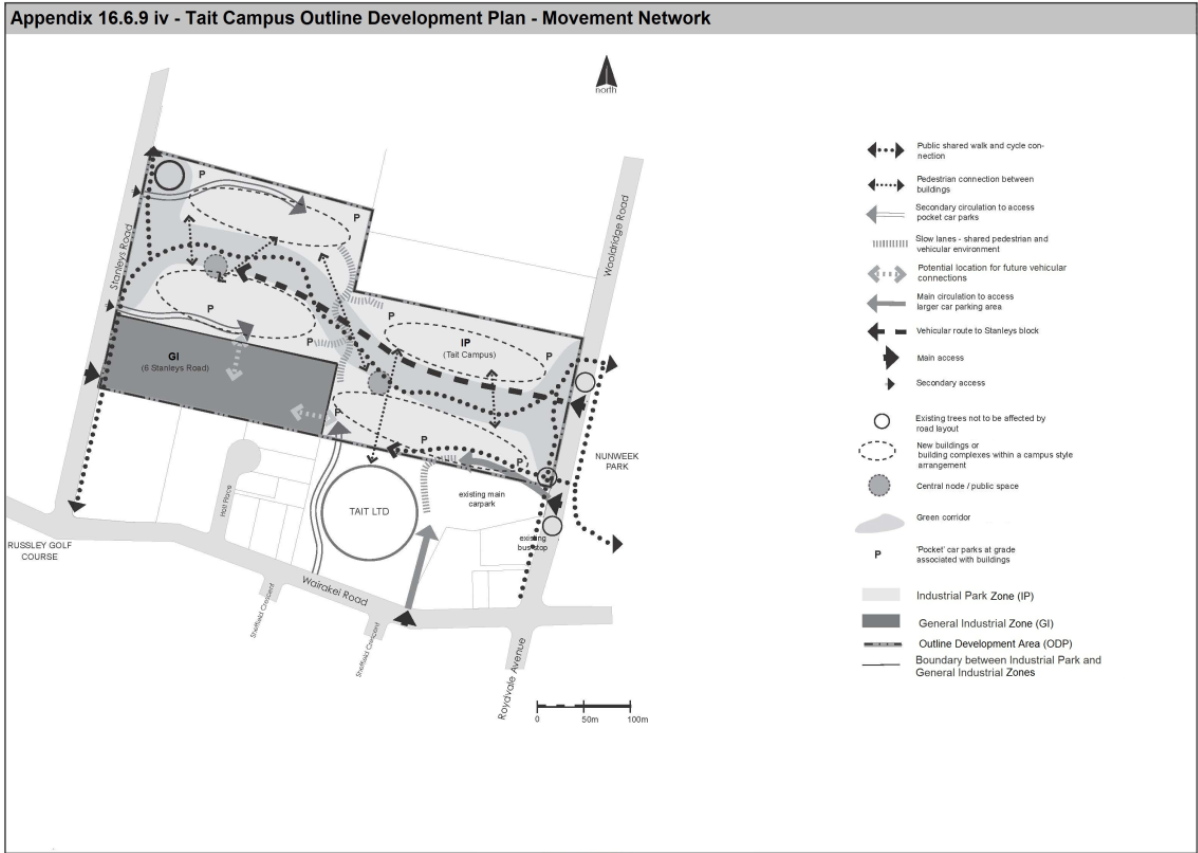 Appendix 16.6.9 iv - Tait Campus Outline Development Plan - Movement Network
north
Stanleys Road
Wooldridge Road
P
P
P
P
P
P
P
P
P
IP
(Tait Campus)
GI
(6 Stanleys Road)
NUNWEEK
PARK
TAIT LTD
existing main
carpark
existing
bus stop
RUSSLEY GOLF
COURSE
Wairakei Road
Sheffield Crescent
Sheffield Crescent
Roydvale Avenue
0 50m 100m
Public shared walk and cycle con-
nection
Pedestrian connection between
buildings
Secondary circulation to access
pocket car parks
Slow lanes - shared pedestrian and
vehicular environment
Potential location for future vehicular
connections
Main circulation to access
larger car parking area
Vehicular route to Stanleys block
Main access
Secondary access
Existing trees not to be affected by
road layout
New buildings or
building complexes within a campus style
arrangement
Central node / public space
Green corridor
P
'Pocket' car parks at grade
associated with buildings
Industrial Park Zone (IP)
General Industrial Zone (GI)
Outline Development Area (ODP)
Boundary between Industrial Park and
General Industrial Zones